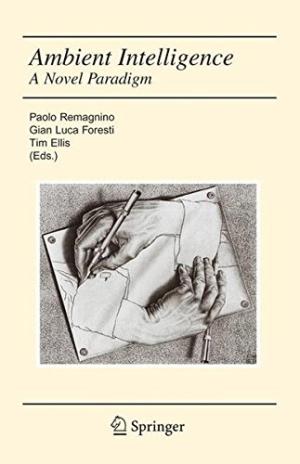 Ambient Intelligence
A Novel Paradigm
Paolo Remagnino
Gian Luca Foresti
Tim Ellis
(Eds.)
Springer